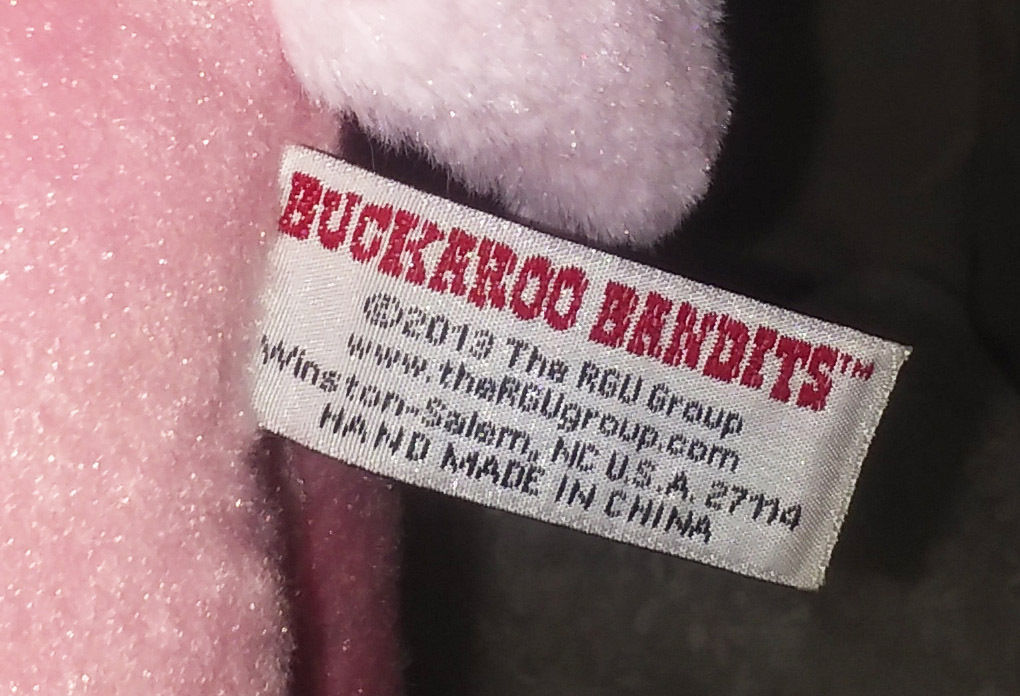 BUCKAROO BANDITS™
©2013 The RGU Group
www.theRGUgroup.com
Winston-Salem, NC U.S.A. 27114
HAND MADE IN CHINA